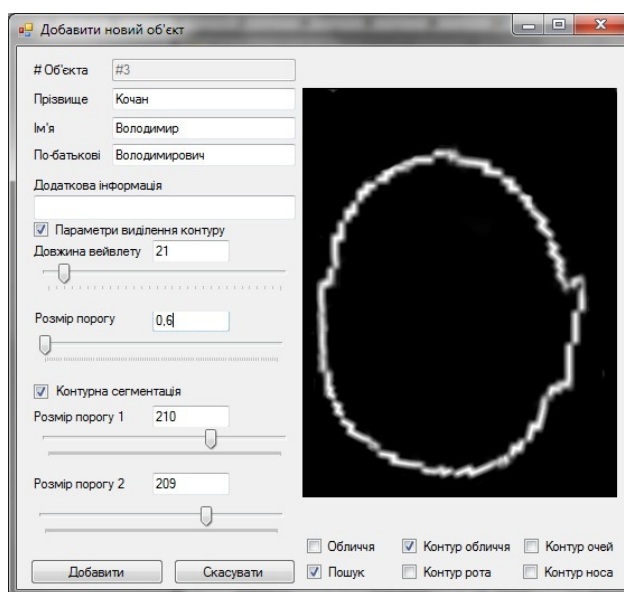 Добавити новий об'єкт
# Об'єкта #3
Прізвище Кочан
Ім'я Володимир
По-батькові Володимирович
Додаткова інформація
Параметри виділення контуру
Довжина вейвлету 21
Розмір порогу 0,6
Контурна сегментація
Розмір порогу 1 210
Розмір порогу 2 209
Обличчя Контур обличчя Контур очей
Пошук Контур рота Контур носа
Добавити Скасувати